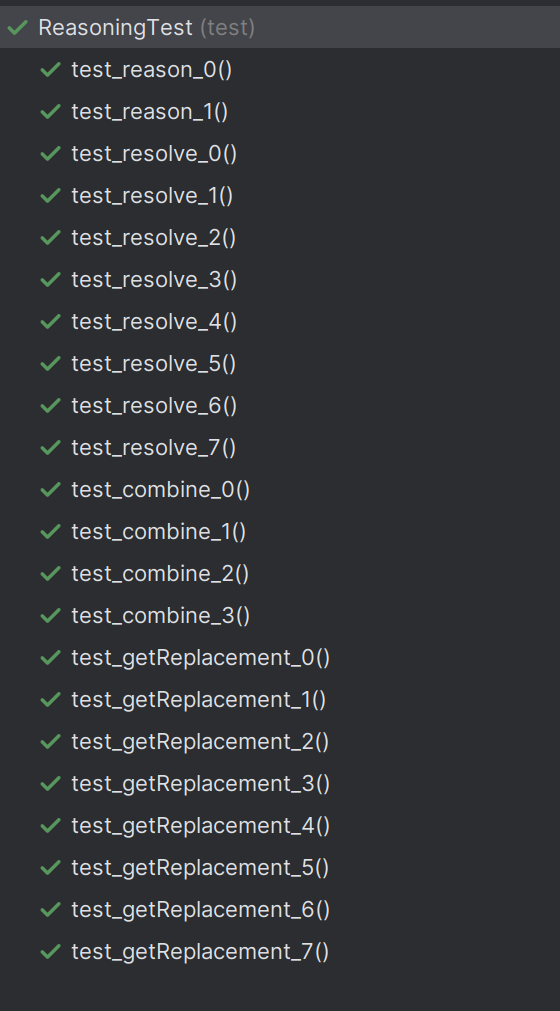 ReasoningTest (test)
test_reason_0()
test_reason_1()
test_resolve_0()
test_resolve_1()
test_resolve_2()
test_resolve_3()
test_resolve_4()
test_resolve_5()
test_resolve_6()
test_resolve_7()
test_combine_0()
test_combine_1()
test_combine_2()
test_combine_3()
test_getReplacement_0()
test_getReplacement_1()
test_getReplacement_2()
test_getReplacement_3()
test_getReplacement_4()
test_getReplacement_5()
test_getReplacement_6()
test_getReplacement_7()